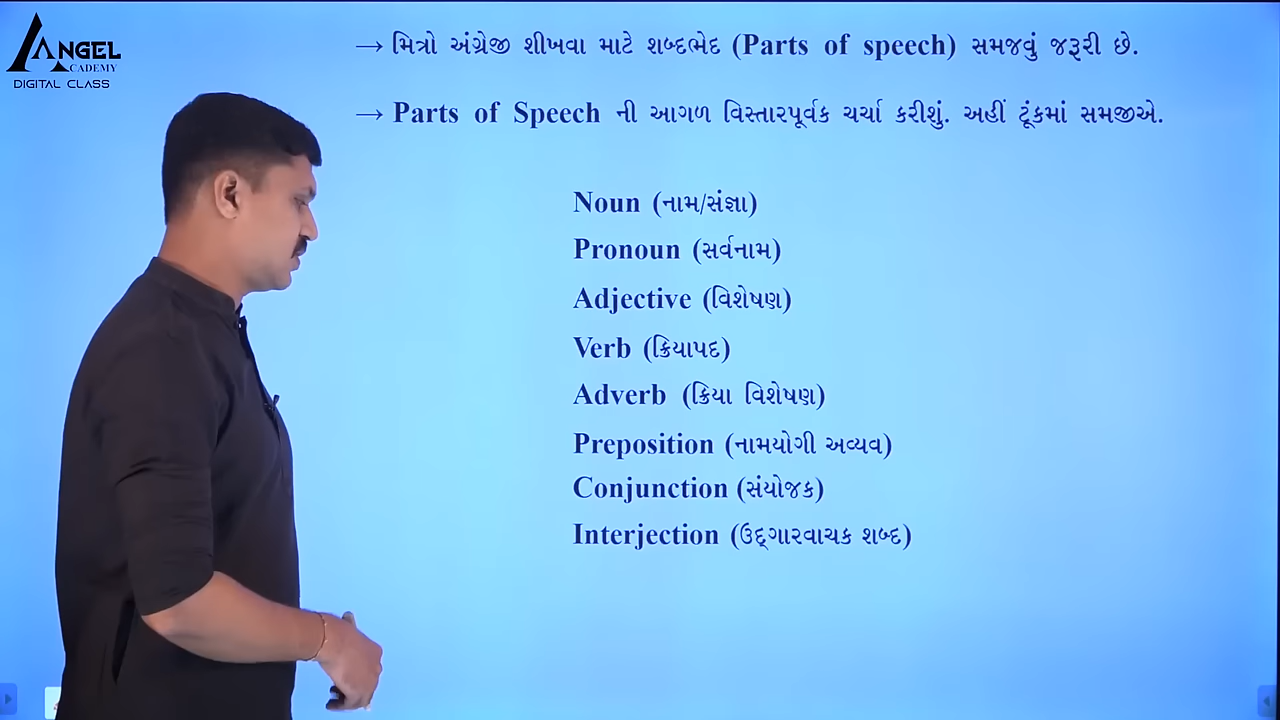 ANGEL
ACADEMY
DIGITAL CLASS
→ મિત્રો અંગ્રેજી શીખવા માટે શબ્દભેદ (Parts of speech) સમજવું જરૂરી છે.
→ Parts of Speech ની આગળ વિસ્તારપૂર્વક ચર્ચા કરીશું. અહીં ટૂંકમાં સમજીએ.
Noun (નામ/સંજ્ઞા)
Pronoun (સર્વનામ)
Adjective (વિશેષણ)
Verb (ક્રિયાપદ)
Adverb (ક્રિયા વિશેષણ)
Preposition (નામયોગી અવ્યવ)
Conjunction (સંયોજક)
Interjection (ઉદ્‌ગારવાચક શબ્દ)